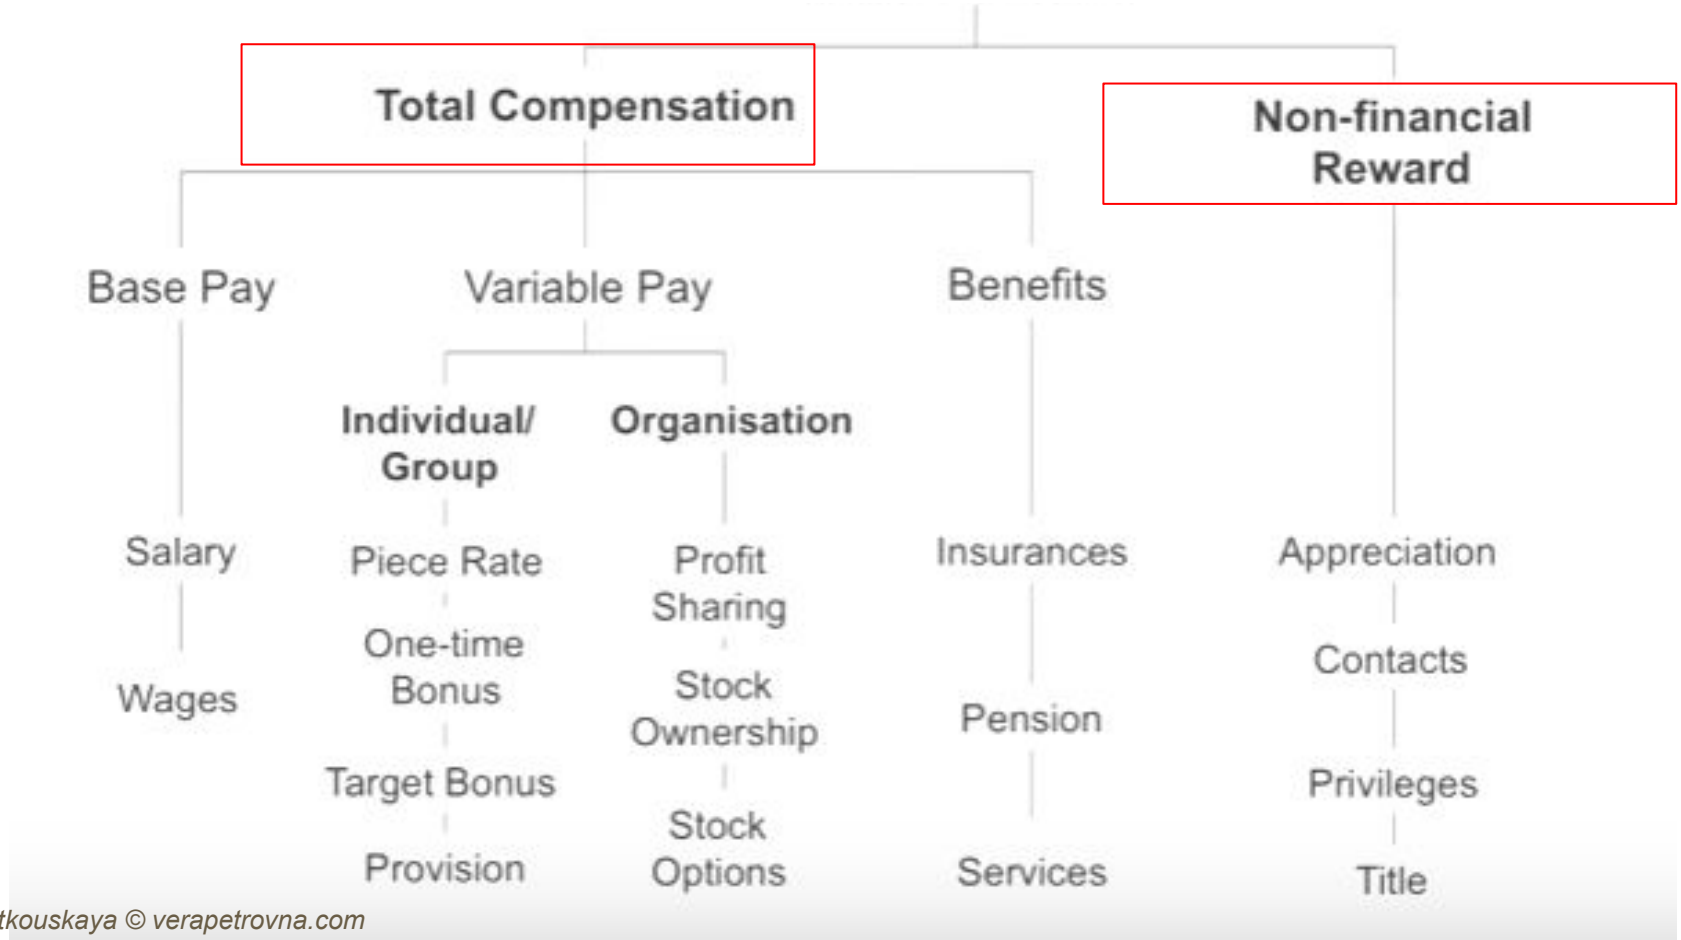 Total Compensation
Non-financial
Reward
Base Pay
Variable Pay
Benefits
Individual/
Group
Organisation
Salary
Wages
Piece Rate
One-time
Bonus
Target Bonus
Provision
Profit
Sharing
Stock
Ownership
Stock
Options
Insurances
Pension
Services
Appreciation
Contacts
Privileges
Title
tkouskaya © verapetrovna.com